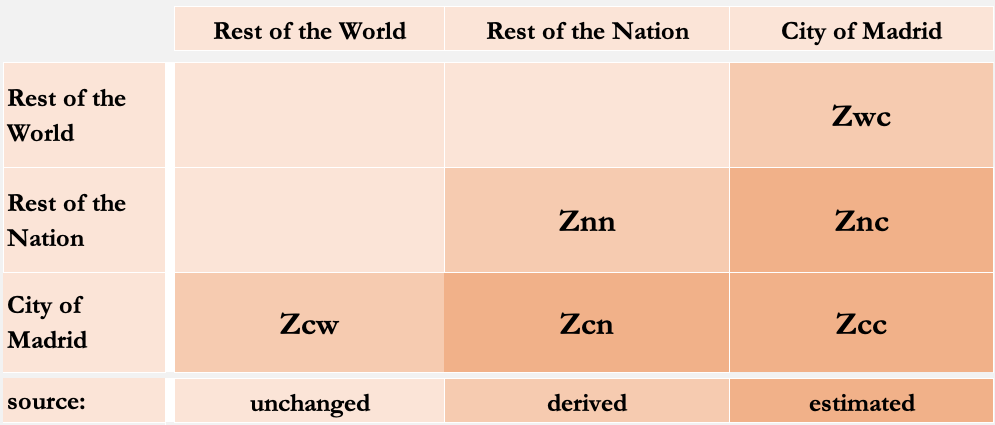 Rest of the World Rest of the Nation City of Madrid
Rest of the
World
Zwc
Rest of the
Nation
Znn Znc
City of
Madrid
Zcw Zcn Zcc
source: unchanged derived estimated